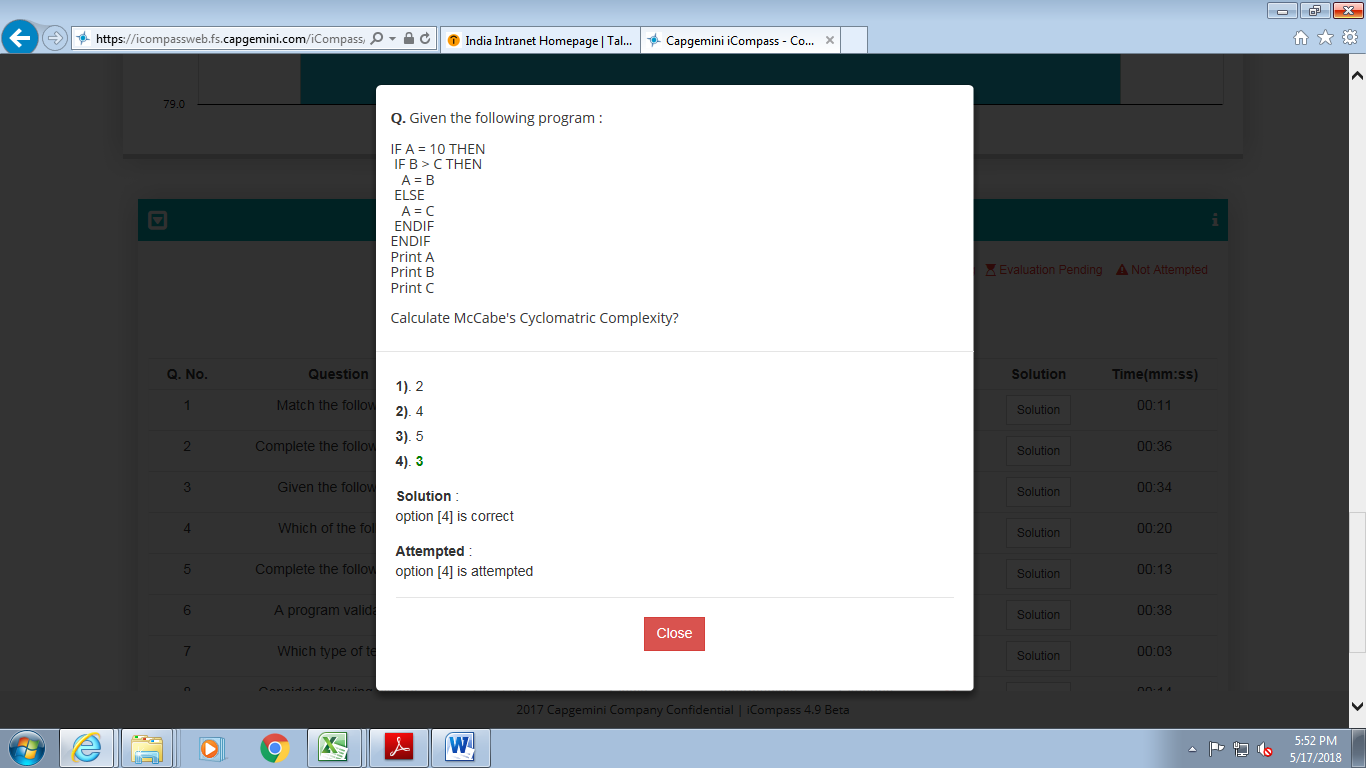 https://icompassweb.fs.capgemini.com/iCompass,
India Intranet Homepage | Tal...
Capgemini iCompass - Co...
79.0
Q. Given the following program :
IF A = 10 THEN
IF B > C THEN
A = B
ELSE
A = C
ENDIF
ENDIF
Print A
Print B
Print C
Calculate McCabe's Cyclomatric Complexity?
Evaluation Pending Not Attempted
1). 2
2). 4
3). 5
4). 3
Solution :
option [4] is correct
Attempted :
option [4] is attempted
Close
Q. No. Question Solution Time(mm:ss)
1 Match the follow Solution 00:11
2 Complete the follow Solution 00:36
3 Given the follow Solution 00:34
4 Which of the fol Solution 00:20
5 Complete the follow Solution 00:13
6 A program valida Solution 00:38
7 Which type of te Solution 00:03
2017 Capgemini Company Confidential | iCompass 4.9 Beta
5:52 PM
5/17/2018